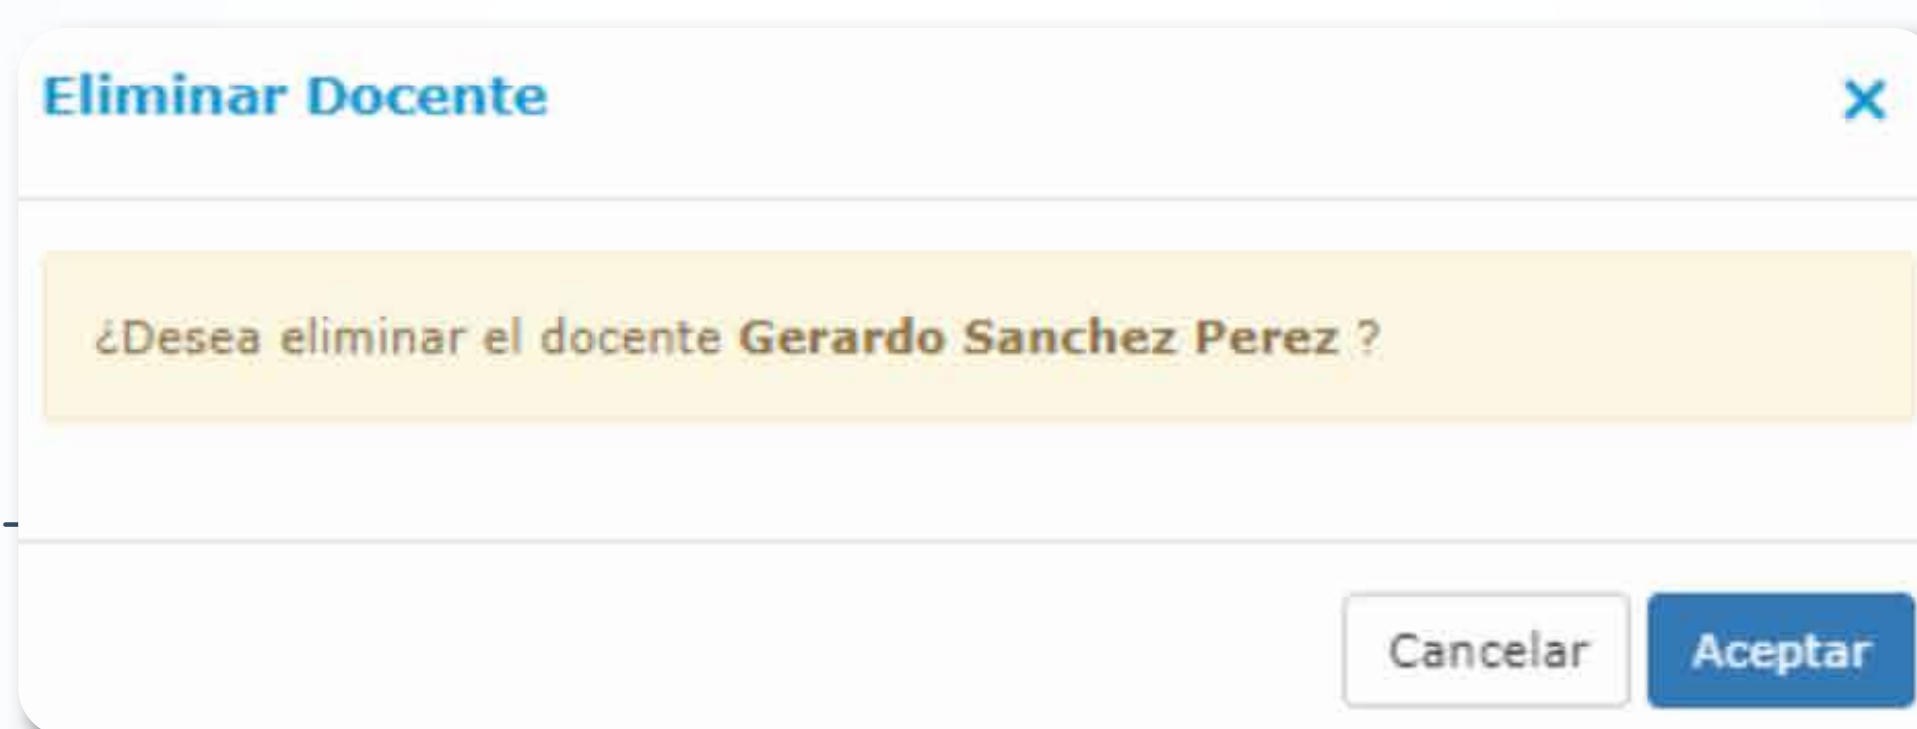 Eliminar Docente
¿Desea eliminar el docente Gerardo Sanchez Perez ?
Cancelar Aceptar